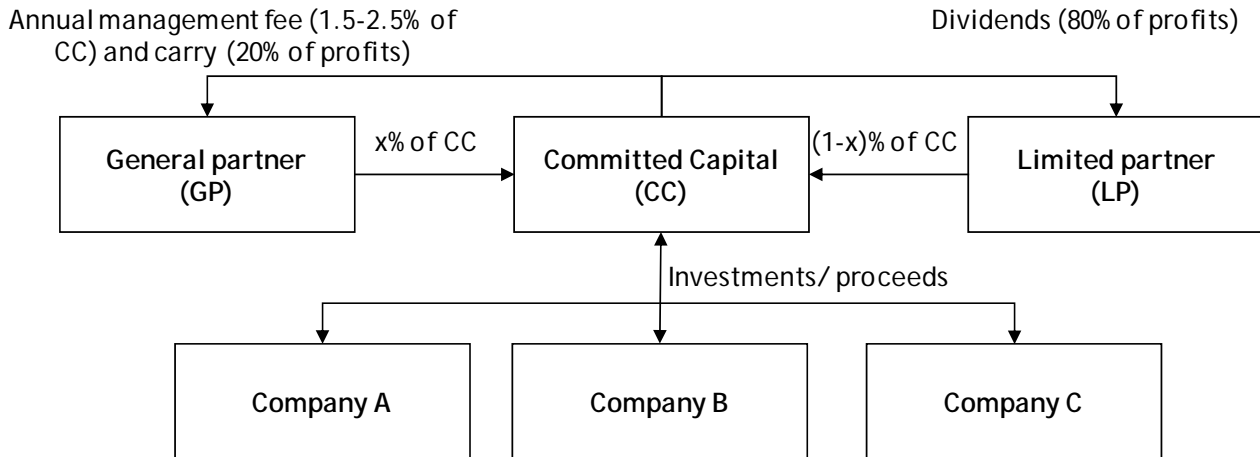 Annual management fee (1.5-2.5% of
CC) and carry (20% of profits)
Dividends (80% of profits)
General partner
(GP)
x% of CC
Committed Capital
(CC)
(1-x)% of CC
Limited partner
(LP)
Investments/ proceeds
Company A
Company B
Company C